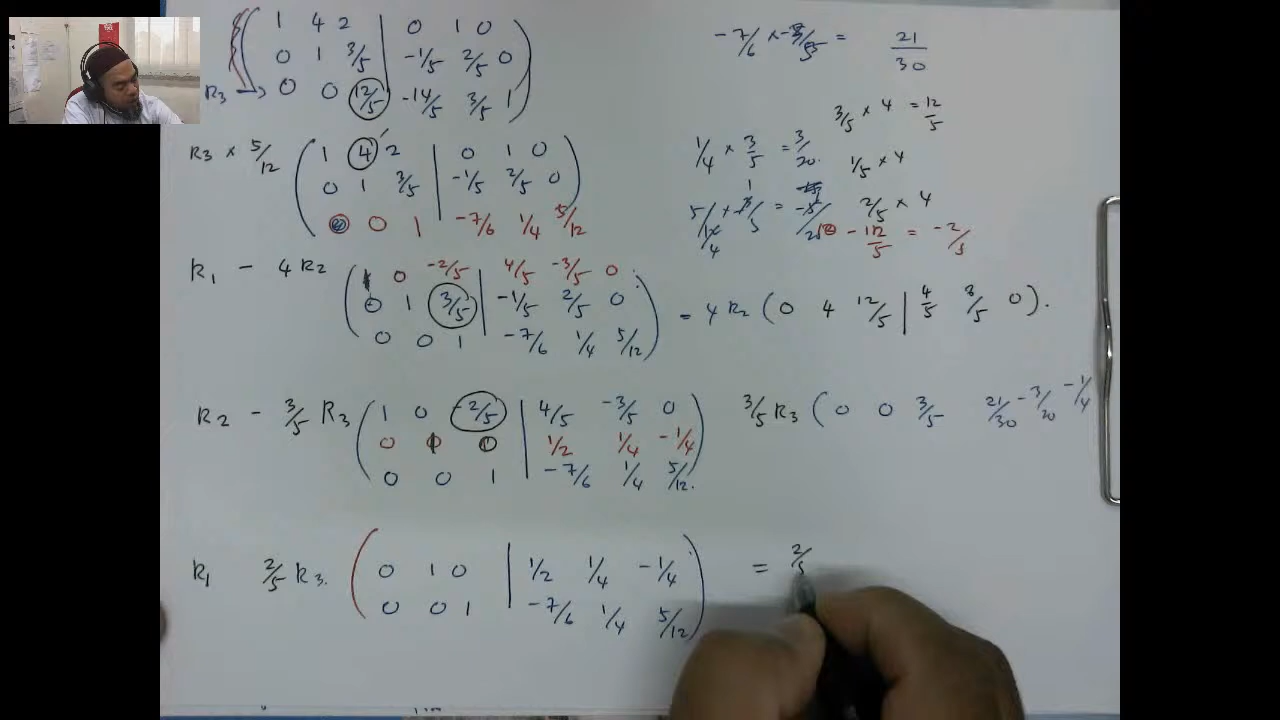 ( 1 4 2 | 0 1 0 )
( 0 1 3/5 | -1/5 2/5 0 )
R3 → ( 0 0 12/5 | -14/5 3/5 1 )
-7/6 × -3/5 = 21/30
3/5 × 4 = 12/5
R3 × 5/12 ( 1 4 2 | 0 1 0 )
( 0 1 3/5 | -1/5 2/5 0 )
( 0 0 1 | -7/6 1/4 5/12 )
1/4 × 3/5 = 3/20
1/5 × 4
2/5 × 4
- 12/5 = -2/5
R1 - 4R2 ( 1 0 -2/5 | 4/5 -3/5 0 )
( 0 1 3/5 | -1/5 2/5 0 )
( 0 0 1 | -7/6 1/4 5/12 )
= 4R2 ( 0 4 12/5 | 4/5 8/5 0 ).
R2 - 3/5 R3 ( 1 0 -2/5 | 4/5 -3/5 0 )
( 0 1 0 | 1/2 1/4 -1/4 )
( 0 0 1 | -7/6 1/4 5/12 )
3/5 R3 ( 0 0 3/5 21/30 -3/20 -1/4
R1 2/5 R3. ( 0 1 0 | 1/2 1/4 -1/4 )
( 0 0 1 | -7/6 1/4 5/12 )
= 2/5